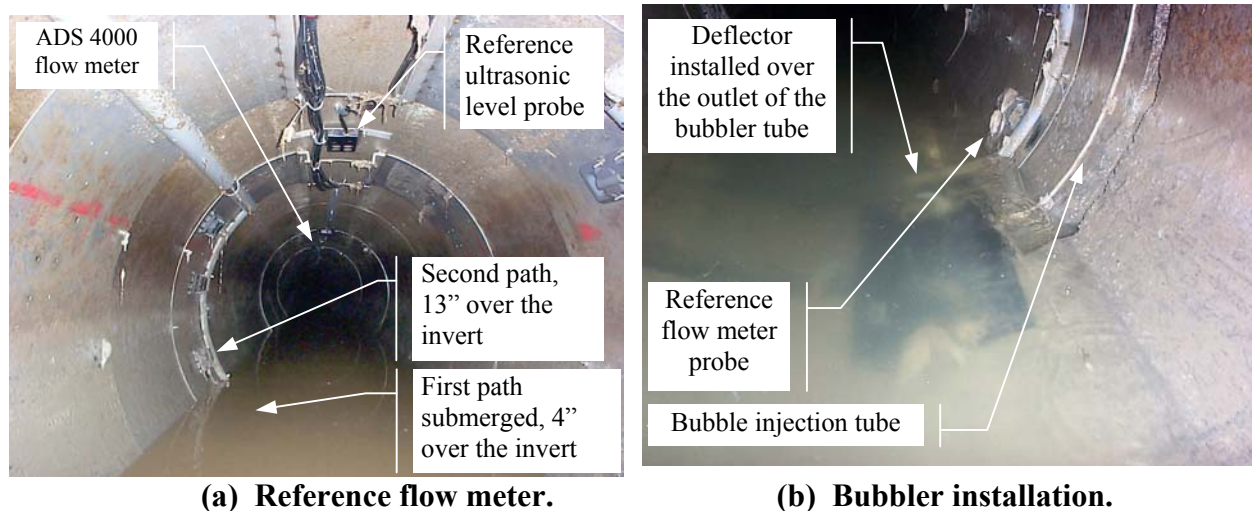 ADS 4000
flow meter
Reference
ultrasonic
level probe
Second path,
13” over the
invert
First path
submerged, 4”
over the invert
(a) Reference flow meter.
Deflector
installed over
the outlet of the
bubbler tube
Reference
flow meter
probe
Bubble injection tube
(b) Bubbler installation.